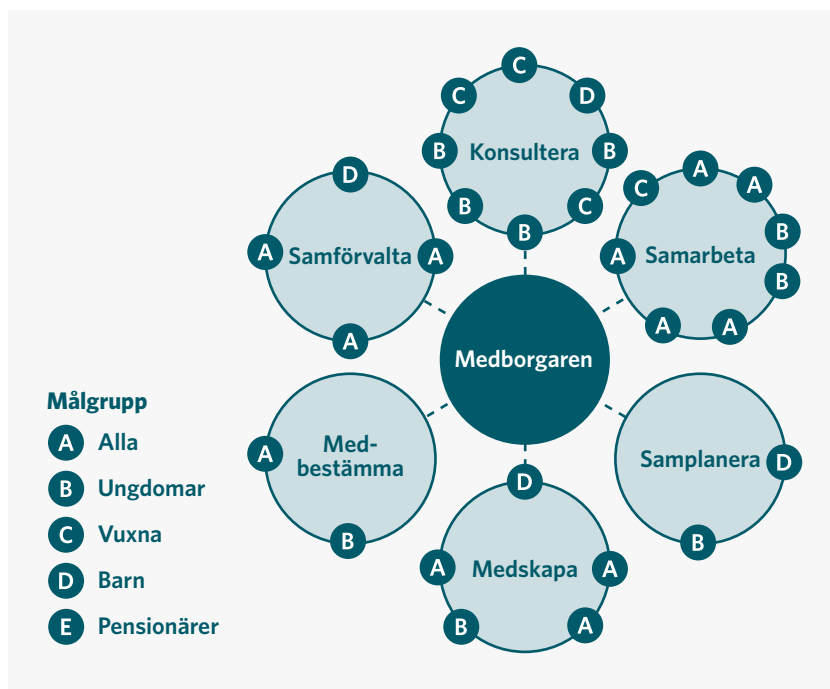 C
C
D
B
Konsultera
B
B
C
B
D
A
Samförvalta
A
A
C
A
A
B
A
Samarbeta
B
A
A
Medborgaren
Målgrupp
A Alla
B Ungdomar
C Vuxna
D Barn
E Pensionärer
A
Med-
bestämma
B
D
A
Medskapa
A
B
A
Samplanera
D
B